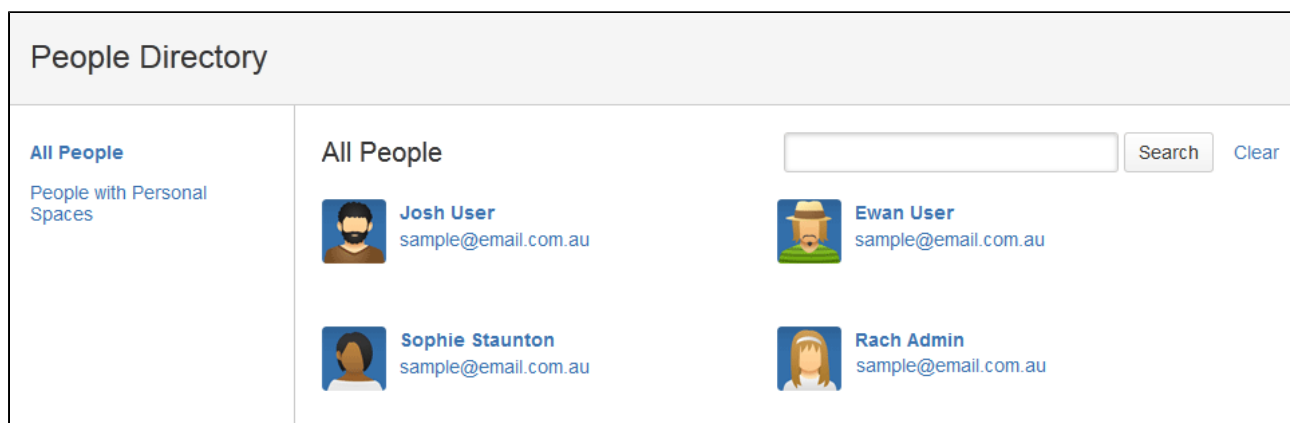 People Directory
All People
People with Personal
Spaces
All People
Search
Clear
Josh User
sample@email.com.au
Ewan User
sample@email.com.au
Sophie Staunton
sample@email.com.au
Rach Admin
sample@email.com.au